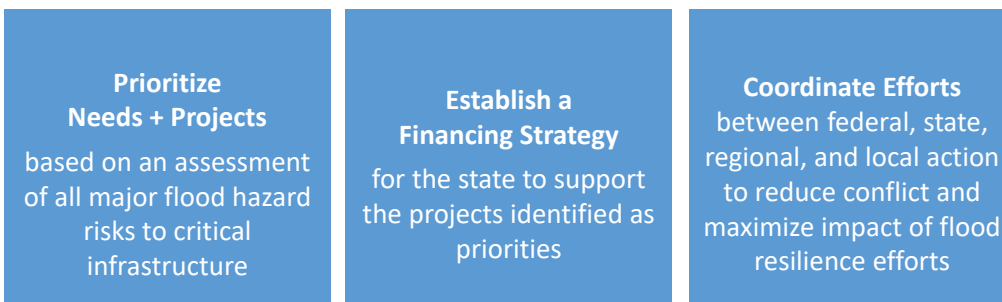 Prioritize
Needs + Projects
based on an assessment
of all major flood hazard
risks to critical
infrastructure
Establish a
Financing Strategy
for the state to support
the projects identified as
priorities
Coordinate Efforts
between federal, state,
regional, and local action
to reduce conflict and
maximize impact of flood
resilience efforts